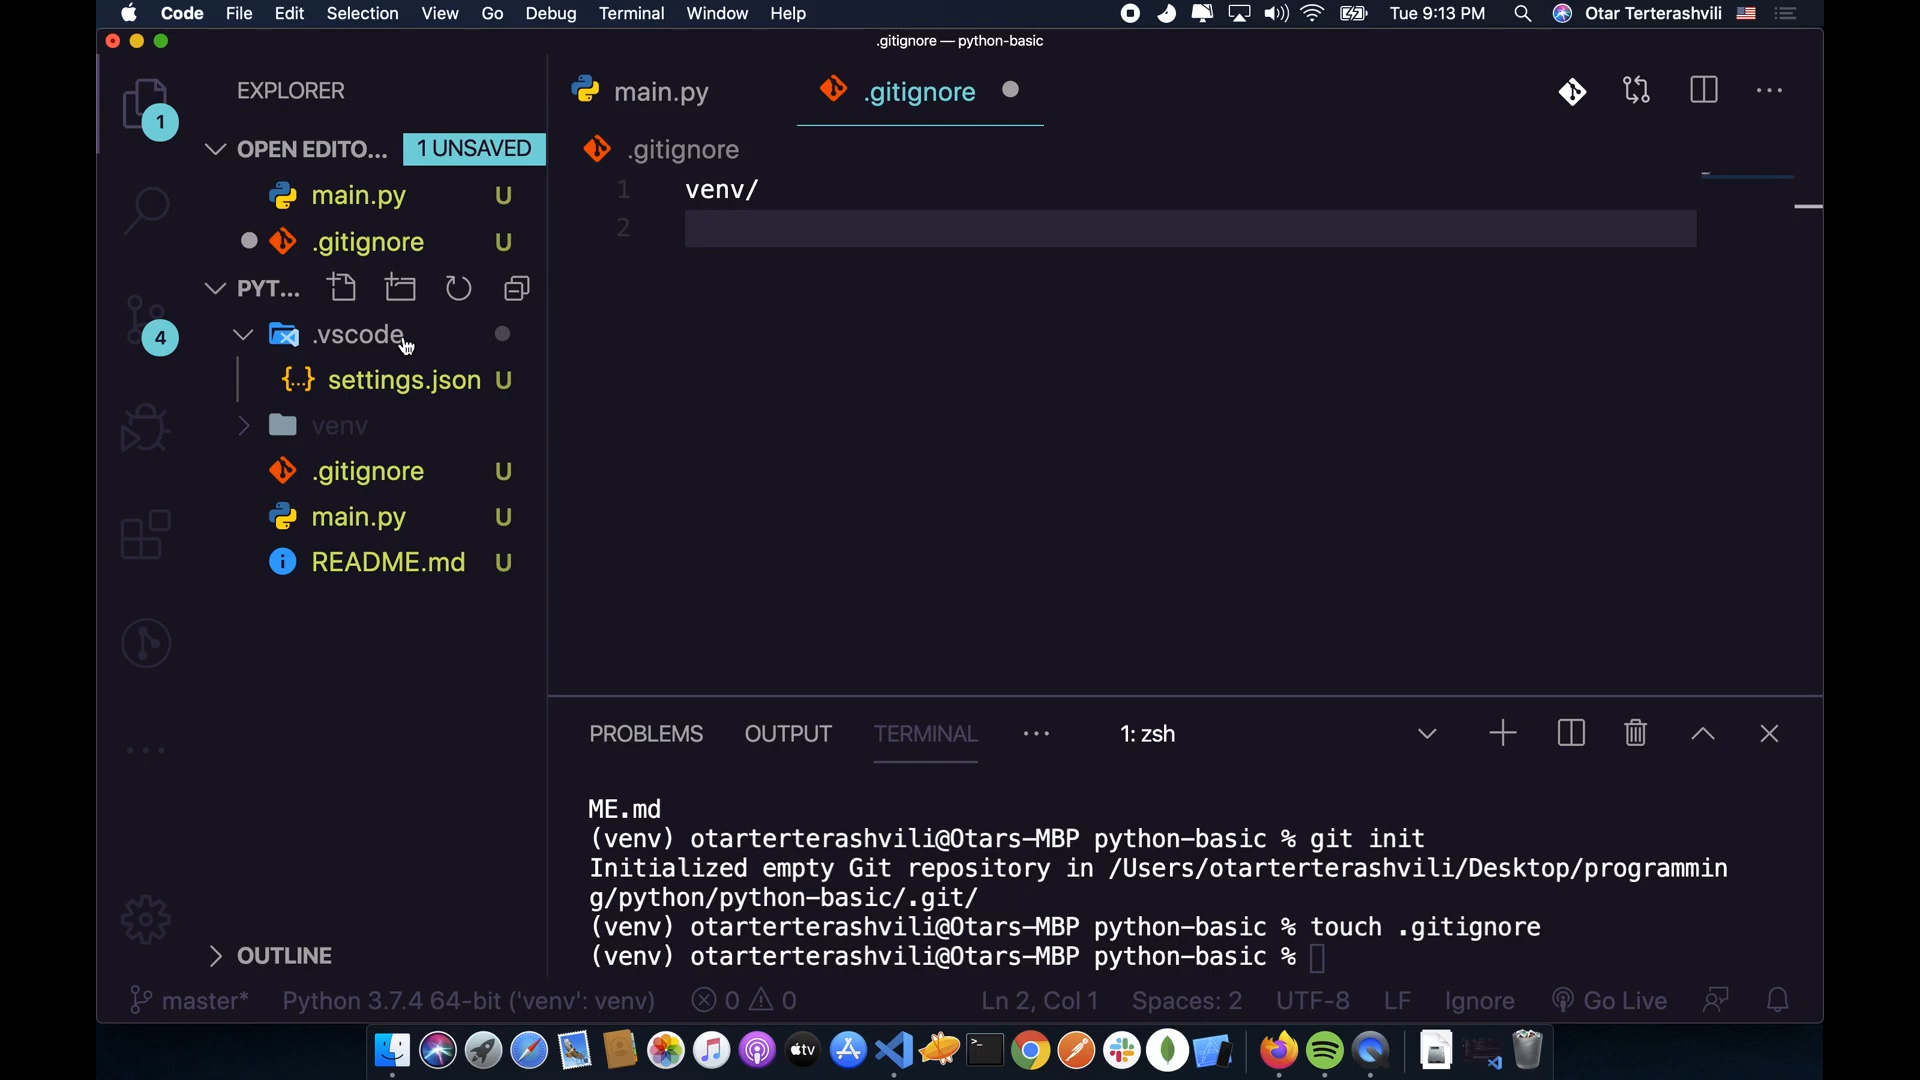 Code File Edit Selection View Go Debug Terminal Window Help Tue 9:13 PM Otar Terterashvili
.gitignore — python-basic
EXPLORER
main.py
.gitignore
1
OPEN EDITO...
1 UNSAVED
.gitignore
main.py U
1 venv/
.gitignore U
2
PYT...
.vscode
4
{..} settings.json U
venv
.gitignore U
main.py U
README.md U
PROBLEMS OUTPUT TERMINAL ... 1: zsh
ME.md
(venv) otarterterashvili@Otars-MBP python-basic % git init
Initialized empty Git repository in /Users/otarterterashvili/Desktop/programmin
g/python/python-basic/.git/
(venv) otarterterashvili@Otars-MBP python-basic % touch .gitignore
(venv) otarterterashvili@Otars-MBP python-basic %
OUTLINE
master* Python 3.7.4 64-bit ('venv': venv) 0 0 Ln 2, Col 1 Spaces: 2 UTF-8 LF Ignore Go Live
tv